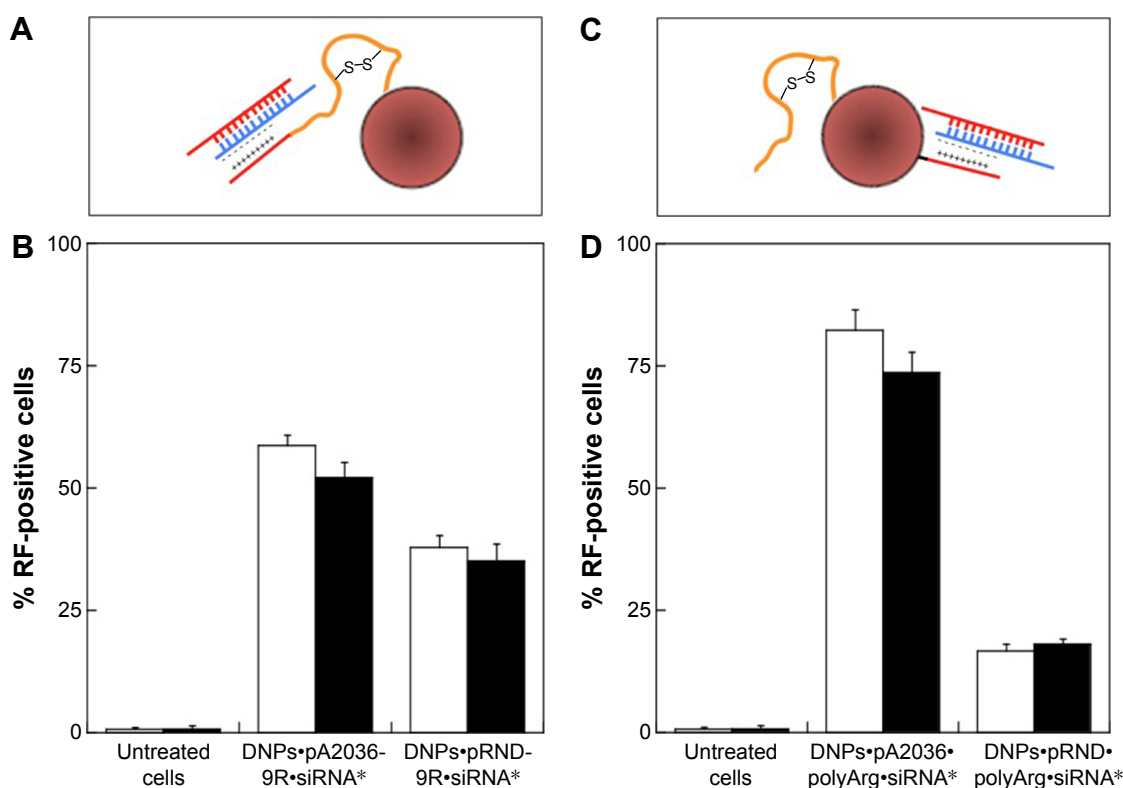 A
S–S
B
% RF-positive cells
100
75
50
25
0
Untreated
cells
DNPs•pA2036-
9R•siRNA*
DNPs•pRND-
9R•siRNA*
C
S–S
D
% RF-positive cells
100
75
50
25
0
Untreated
cells
DNPs•pA2036•
polyArg•siRNA*
DNPs•pRND•
polyArg•siRNA*